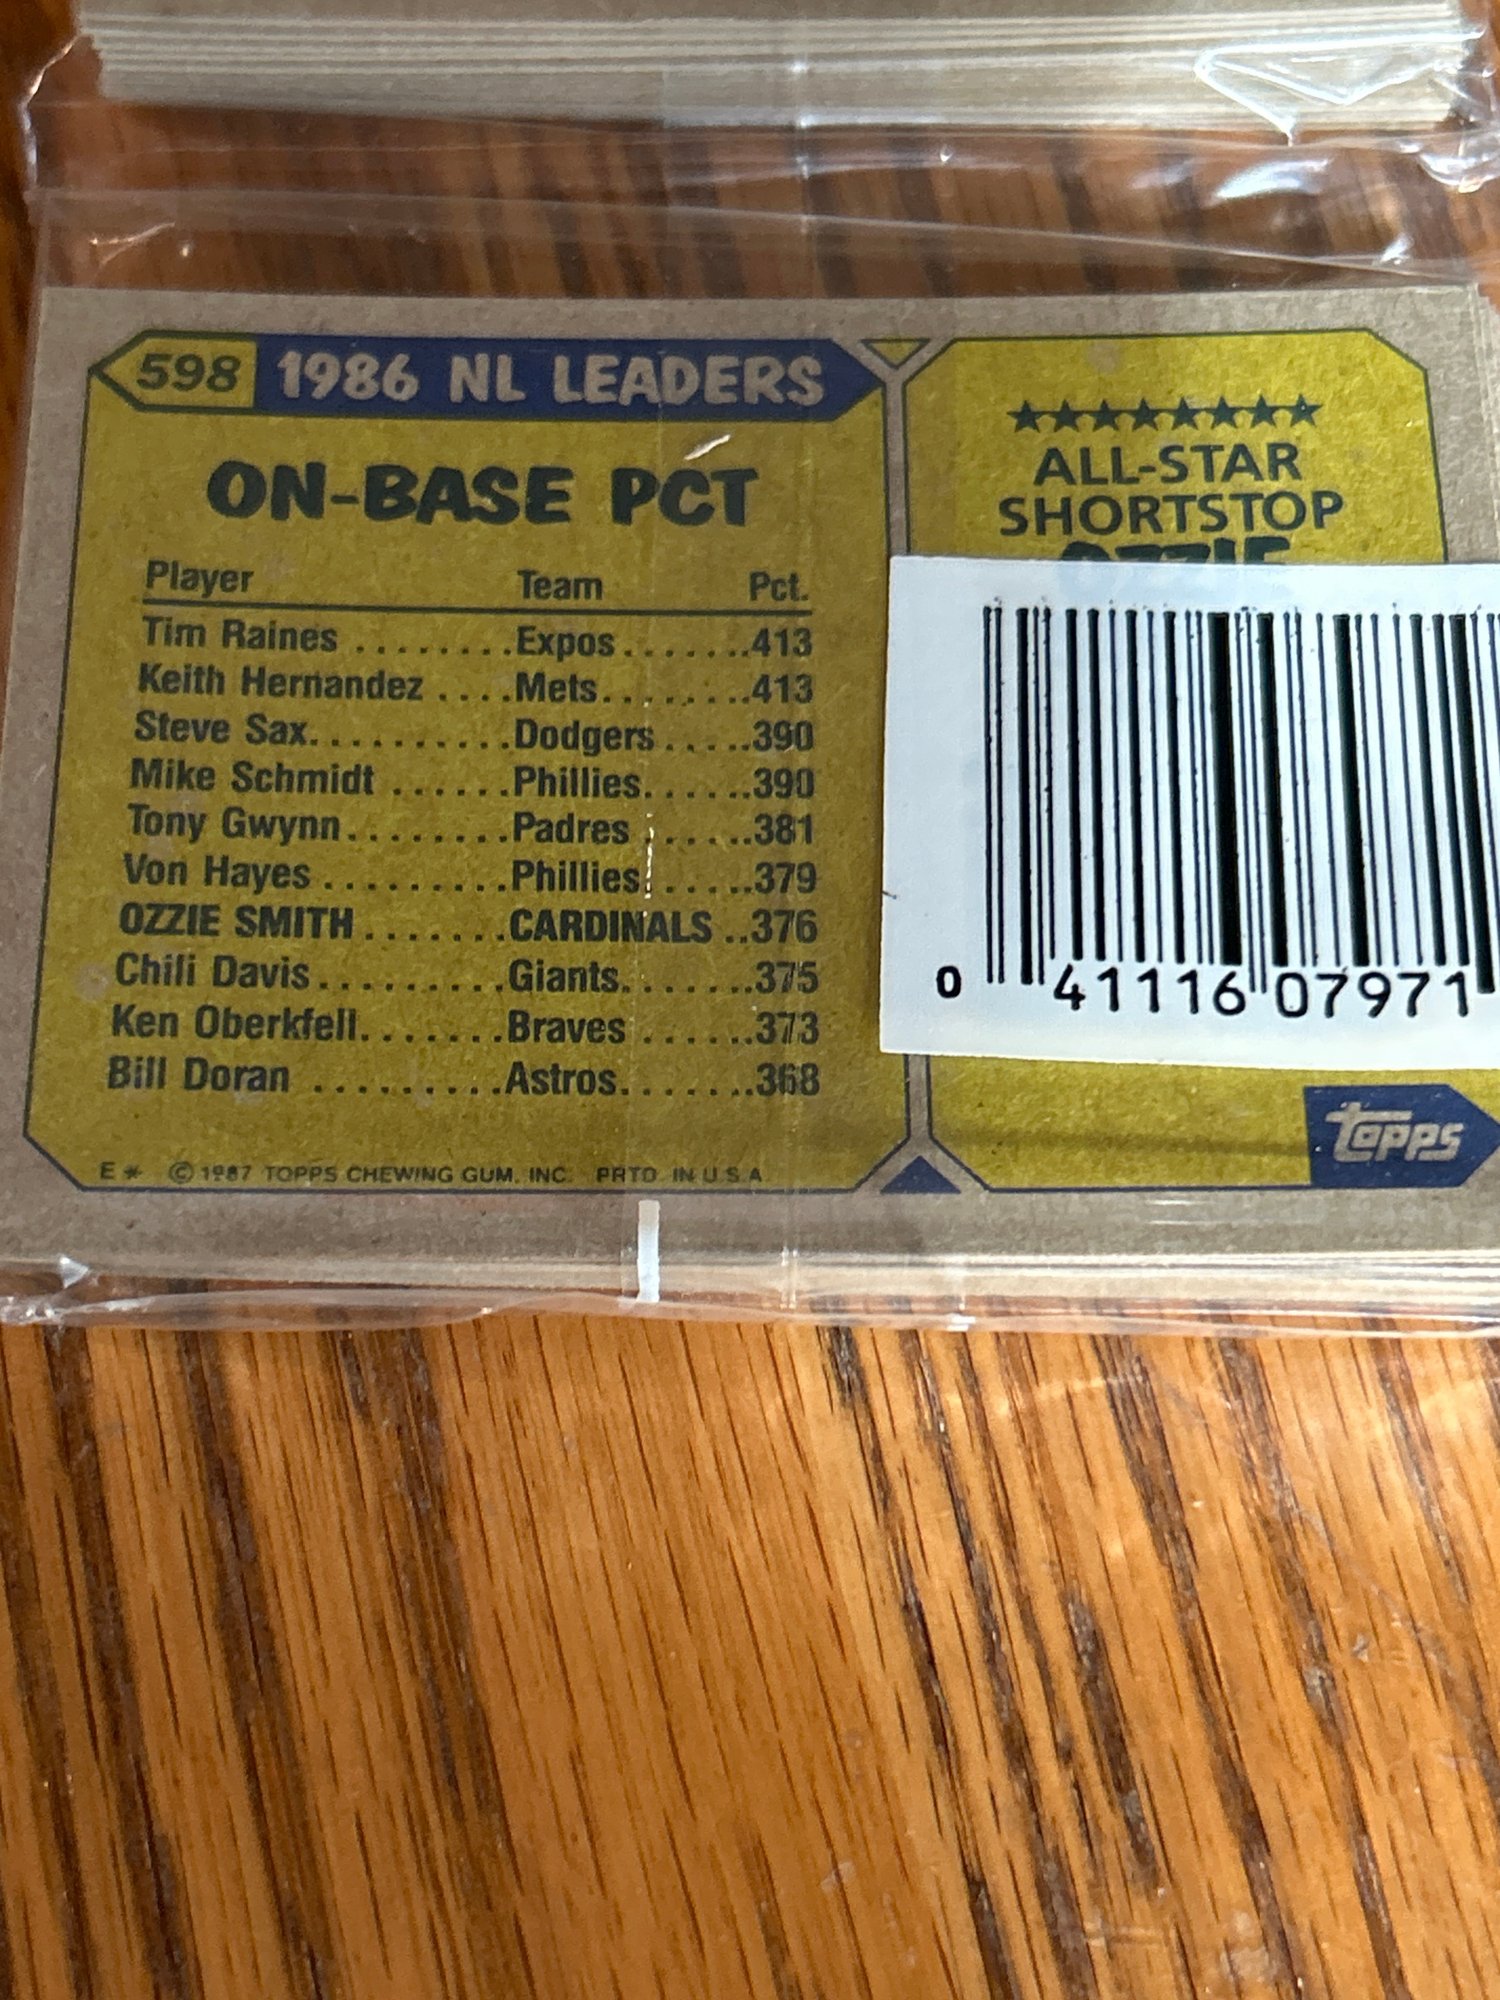 598 1986 NL LEADERS
ON-BASE PCT
Player Team Pct.
Tim Raines ........Expos.......413
Keith Hernandez ....Mets........413
Steve Sax..........Dodgers.....390
Mike Schmidt ......Phillies......390
Tony Gwynn........Padres ......381
Von Hayes.........Phillies......379
OZZIE SMITH.......CARDINALS ..376
Chili Davis.........Giants.......375
Ken Oberkfell.......Braves ......373
Bill Doran .........Astros.......368
E* © 1987 TOPPS CHEWING GUM, INC. PRTD. IN U.S.A.
★★★★★★★★
ALL-STAR
SHORTSTOP
OZZIE
0 41116 07971
topps